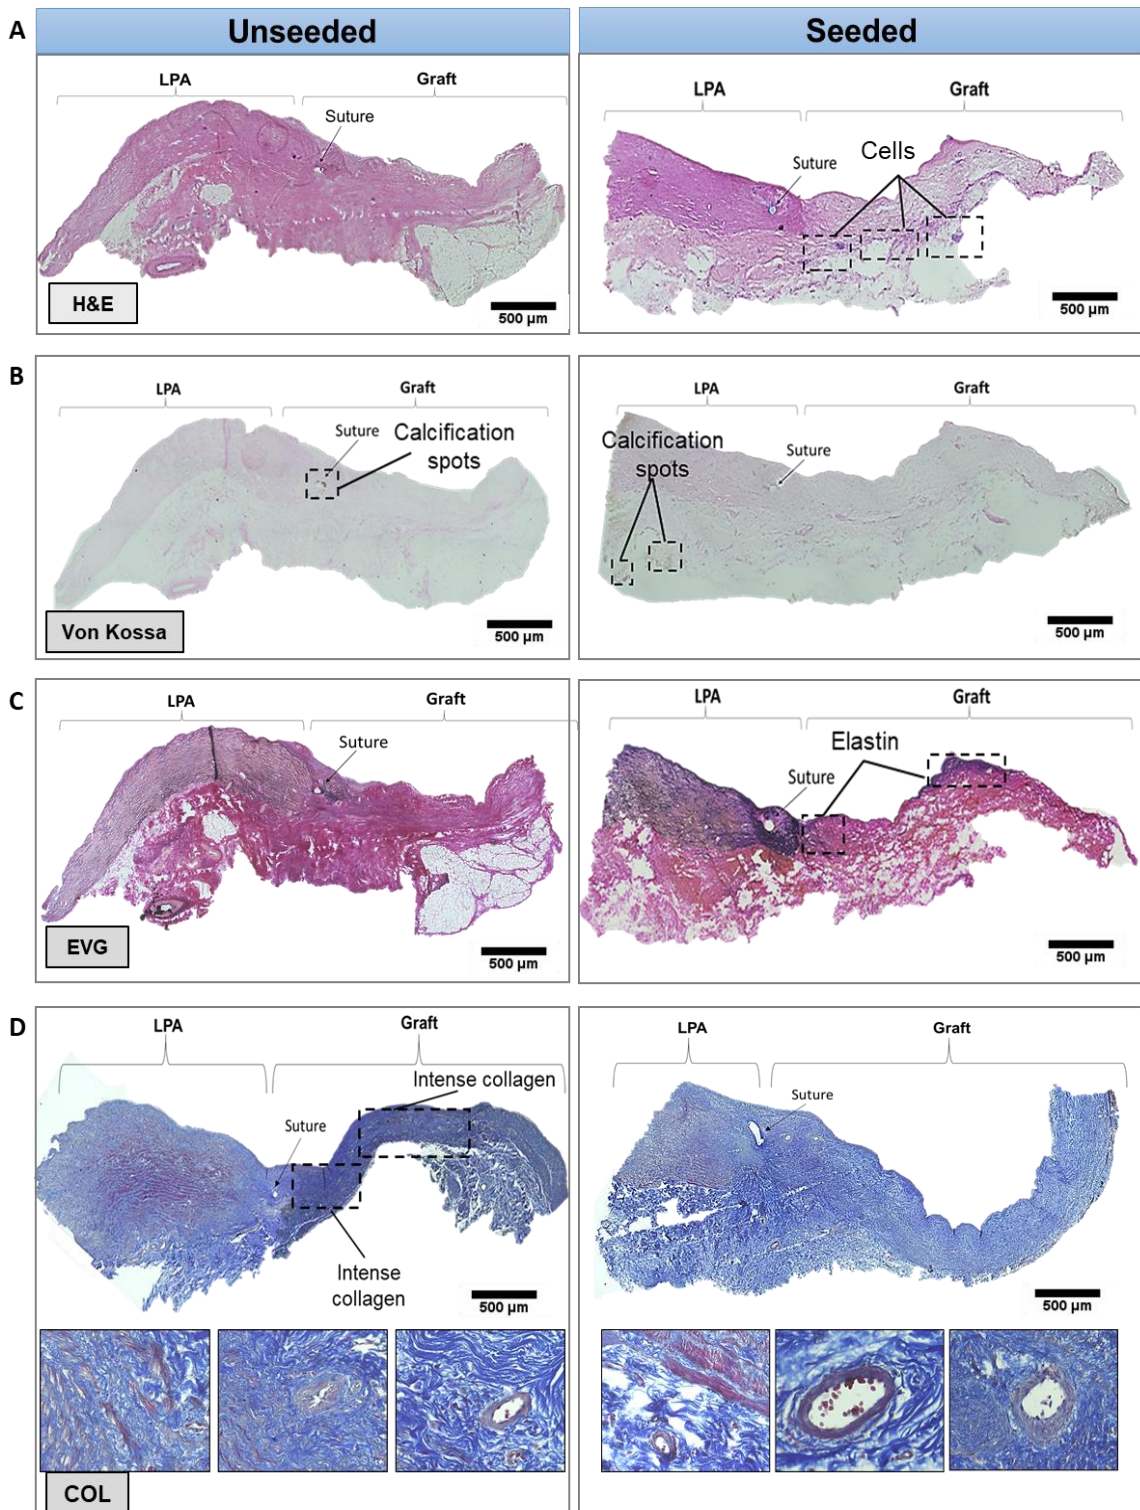 A
Unseeded
Seeded
LPA
Graft
Suture
H&E
500 µm
LPA
Graft
Suture
Cells
500 µm
B
LPA
Graft
Suture
Calcification
spots
Von Kossa
500 µm
LPA
Graft
Calcification
spots
Suture
500 µm
C
LPA
Graft
Suture
EVG
500 µm
LPA
Graft
Elastin
Suture
500 µm
D
LPA
Graft
Intense collagen
Suture
Intense
collagen
500 µm
COL
LPA
Graft
Suture
500 µm